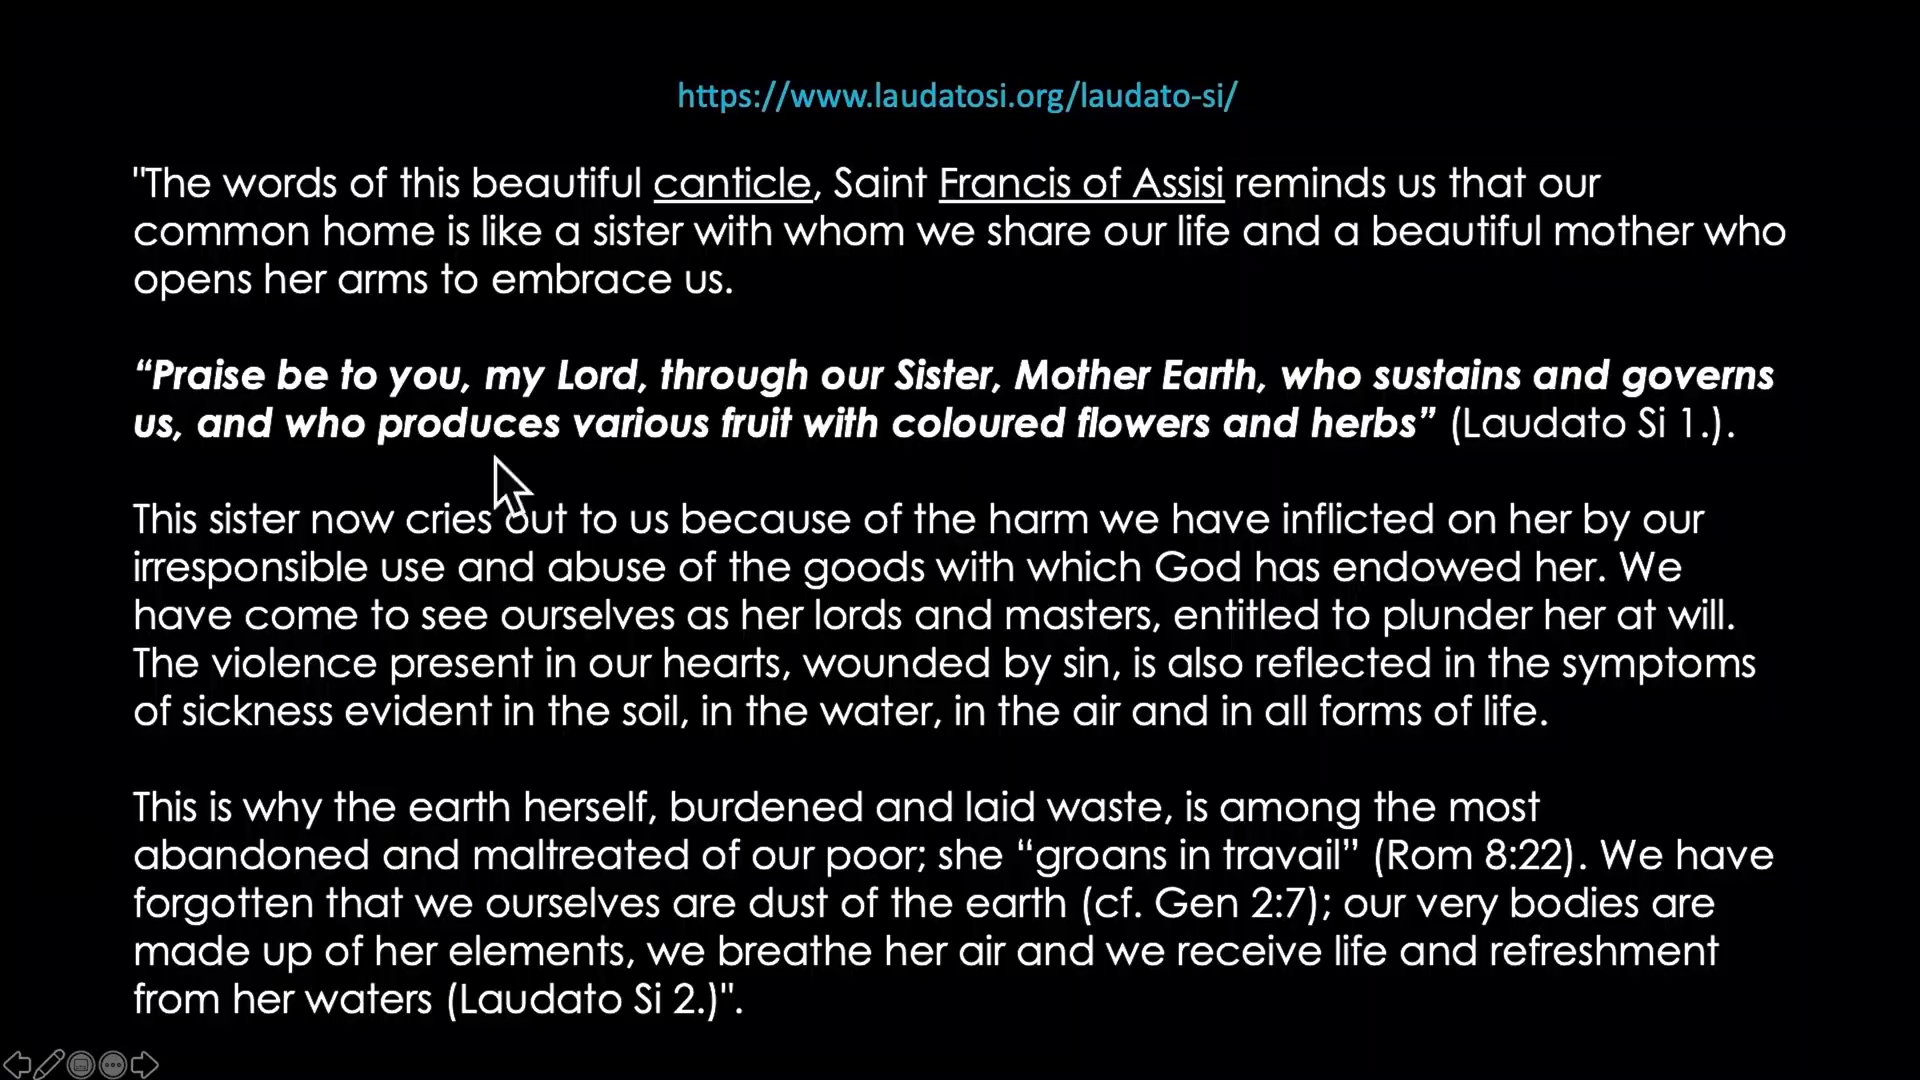 https://www.laudatosi.org/laudato-si/
"The words of this beautiful canticle, Saint Francis of Assisi reminds us that our
common home is like a sister with whom we share our life and a beautiful mother who
opens her arms to embrace us.
“Praise be to you, my Lord, through our Sister, Mother Earth, who sustains and governs
us, and who produces various fruit with coloured flowers and herbs” (Laudato Si 1.).
This sister now cries out to us because of the harm we have inflicted on her by our
irresponsible use and abuse of the goods with which God has endowed her. We
have come to see ourselves as her lords and masters, entitled to plunder her at will.
The violence present in our hearts, wounded by sin, is also reflected in the symptoms
of sickness evident in the soil, in the water, in the air and in all forms of life.
This is why the earth herself, burdened and laid waste, is among the most
abandoned and maltreated of our poor; she “groans in travail” (Rom 8:22). We have
forgotten that we ourselves are dust of the earth (cf. Gen 2:7); our very bodies are
made up of her elements, we breathe her air and we receive life and refreshment
from her waters (Laudato Si 2.)".